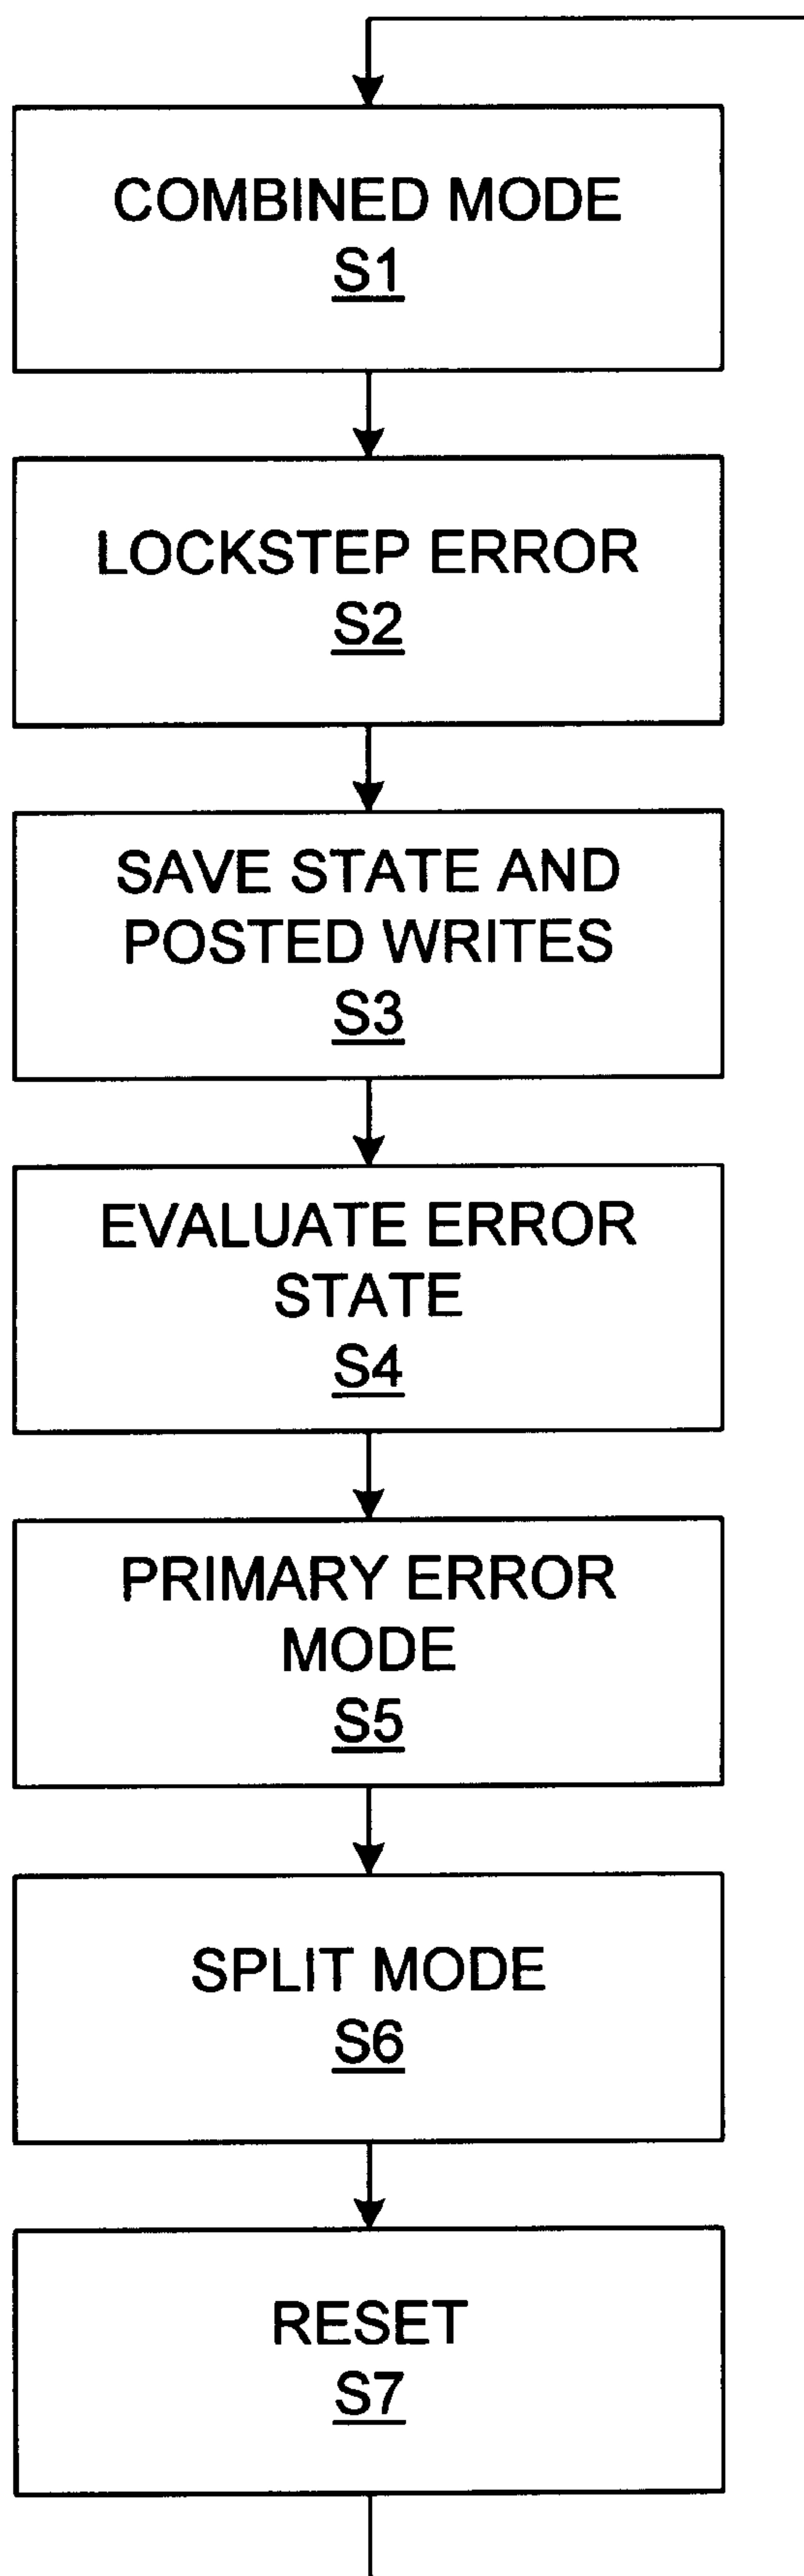 COMBINED MODE
S1
LOCKSTEP ERROR
S2
SAVE STATE AND
POSTED WRITES
S3
EVALUATE ERROR
STATE
S4
PRIMARY ERROR
MODE
S5
SPLIT MODE
S6
RESET
S7